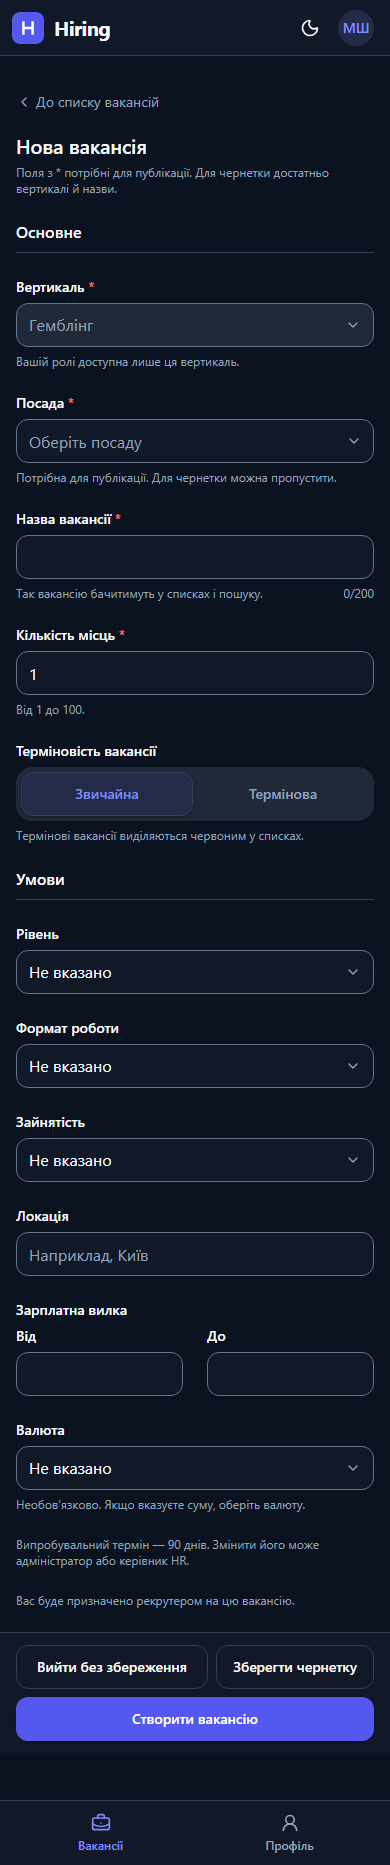 H Hiring МШ
До списку вакансій
Нова вакансія
Поля з * потрібні для публікації. Для чернетки достатньо
вертикалі й назви.
Основне
Вертикаль *
Гемблінг
Вашій ролі доступна лише ця вертикаль.
Посада *
Оберіть посаду
Потрібна для публікації. Для чернетки можна пропустити.
Назва вакансії *
Так вакансію бачитимуть у списках і пошуку. 0/200
Кількість місць *
1
Від 1 до 100.
Терміновість вакансії
Звичайна Термінова
Термінові вакансії виділяються червоним у списках.
Умови
Рівень
Не вказано
Формат роботи
Не вказано
Зайнятість
Не вказано
Локація
Наприклад, Київ
Зарплатна вилка
Від До
Валюта
Не вказано
Необов'язково. Якщо вказуєте суму, оберіть валюту.
Випробувальний термін — 90 днів. Змінити його може
адміністратор або керівник HR.
Вас буде призначено рекрутером на цю вакансію.
Вийти без збереження Зберегти чернетку
Створити вакансію
Вакансії Профіль